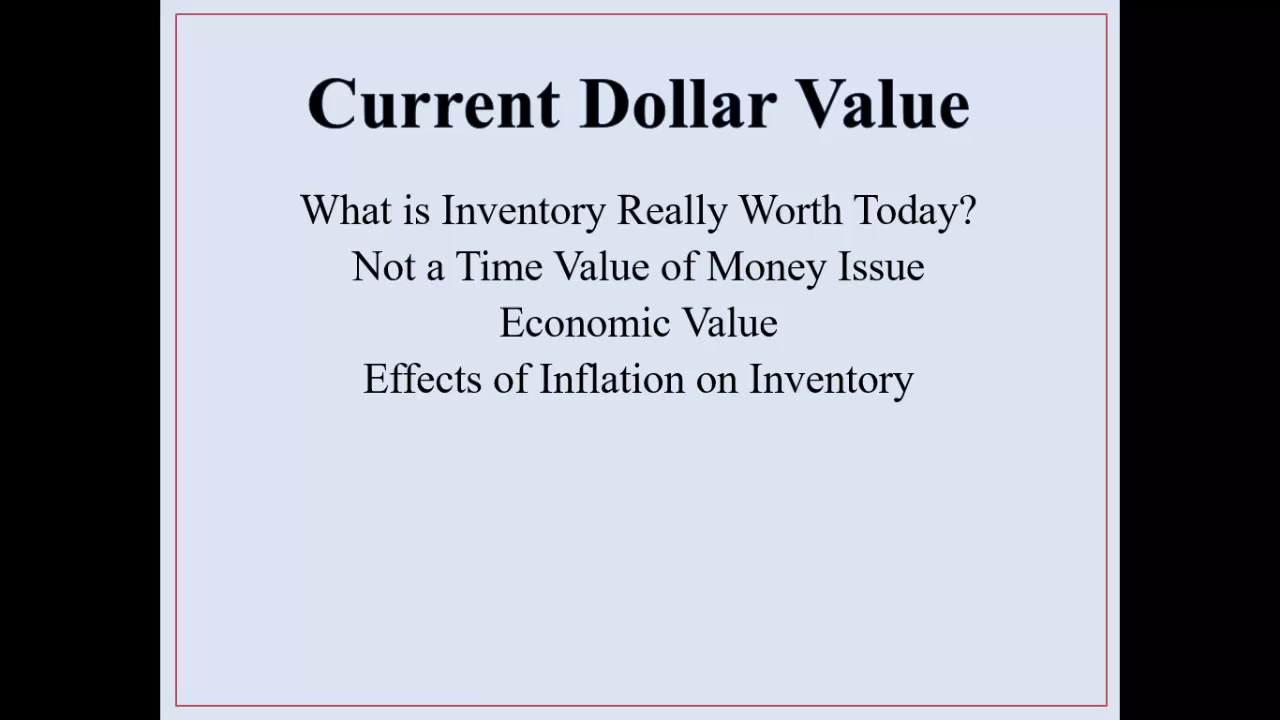 Current Dollar Value
What is Inventory Really Worth Today?
Not a Time Value of Money Issue
Economic Value
Effects of Inflation on Inventory